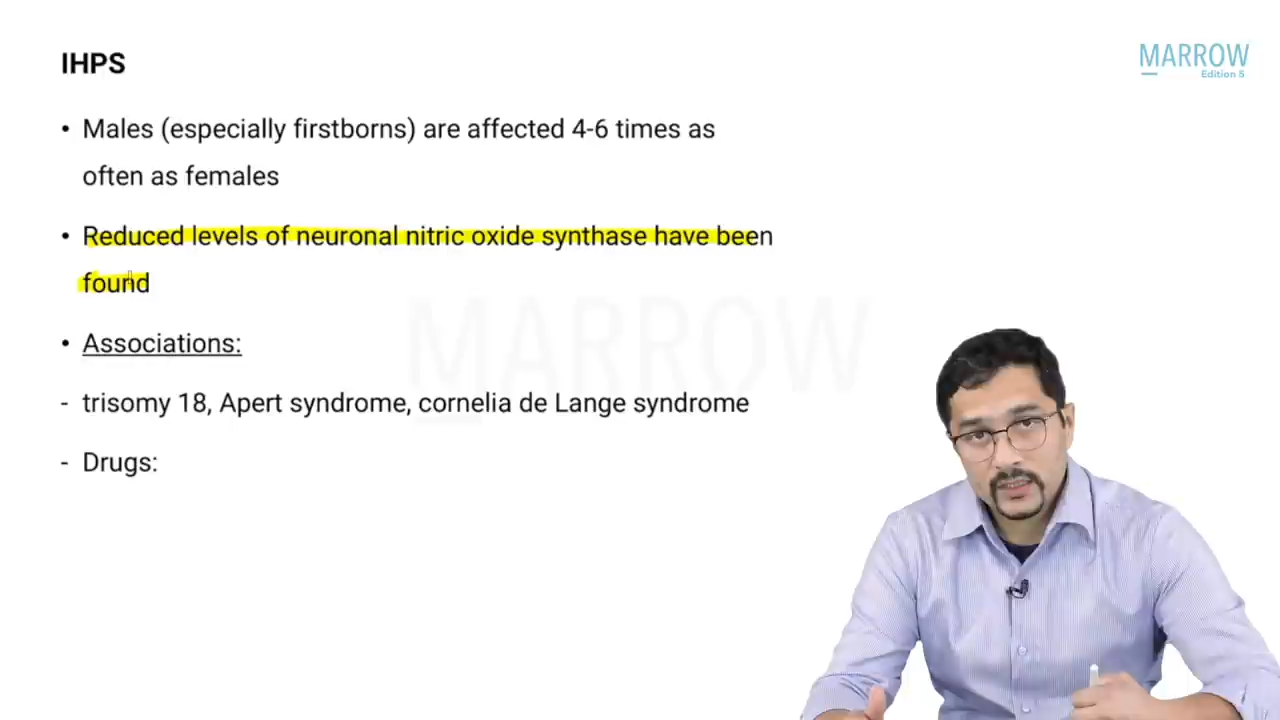 IHPS
MARROW
Edition 5
• Males (especially firstborns) are affected 4-6 times as
often as females
• Reduced levels of neuronal nitric oxide synthase have been
found
• Associations:
- trisomy 18, Apert syndrome, cornelia de Lange syndrome
- Drugs:
MARROW